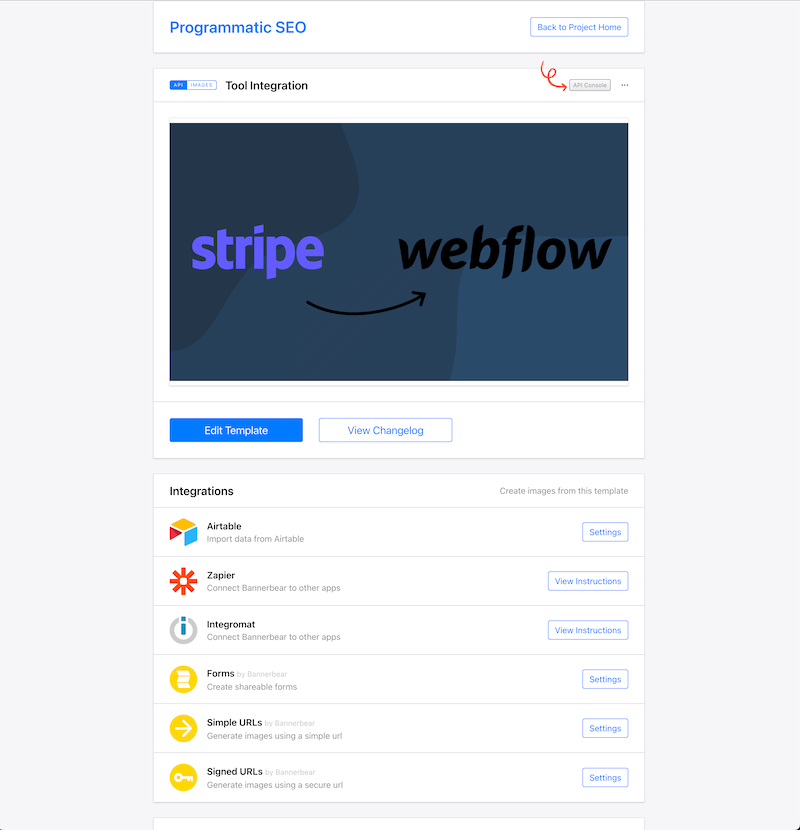 Programmatic SEO
Back to Project Home
API IMAGES Tool Integration
API Console
stripe webflow
Edit Template
View Changelog
Integrations
Create images from this template
Airtable
Import data from Airtable
Settings
Zapier
Connect Bannerbear to other apps
View Instructions
Integromat
Connect Bannerbear to other apps
View Instructions
Forms by Bannerbear
Create shareable forms
Settings
Simple URLs by Bannerbear
Generate images using a simple url
Settings
Signed URLs by Bannerbear
Generate images using a secure url
Settings